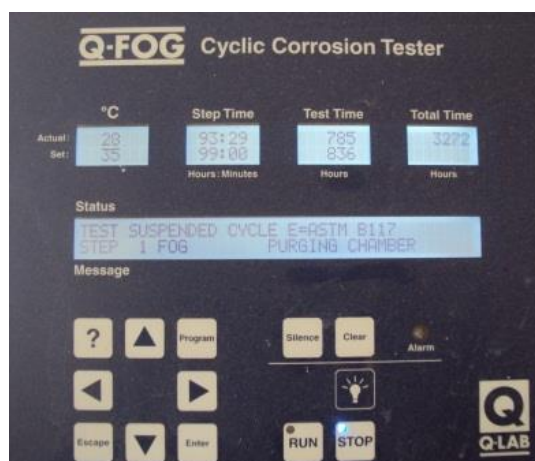 Q-FOG Cyclic Corrosion Tester
°C Step Time Test Time Total Time
Actual: 28 93:29 785 3272
Set: 35 99:00 836
Hours:Minutes Hours Hours
Status
TEST SUSPENDED CYCLE E=ASTM B117
STEP 1 FOG PURGING CHAMBER
Message
? Program Silence Clear Alarm
Escape Enter RUN STOP
Q
Q-LAB